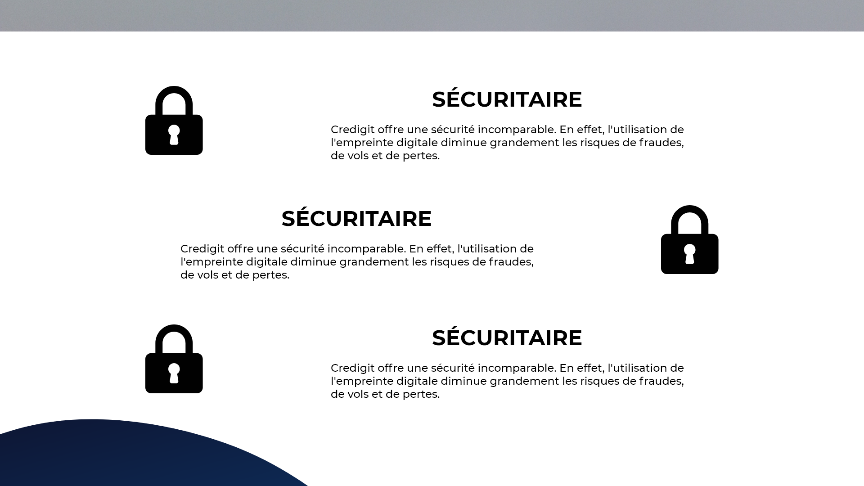 SÉCURITAIRE
Credigit offre une sécurité incomparable. En effet, l'utilisation de
l'empreinte digitale diminue grandement les risques de fraudes,
de vols et de pertes.
SÉCURITAIRE
Credigit offre une sécurité incomparable. En effet, l'utilisation de
l'empreinte digitale diminue grandement les risques de fraudes,
de vols et de pertes.
SÉCURITAIRE
Credigit offre une sécurité incomparable. En effet, l'utilisation de
l'empreinte digitale diminue grandement les risques de fraudes,
de vols et de pertes.